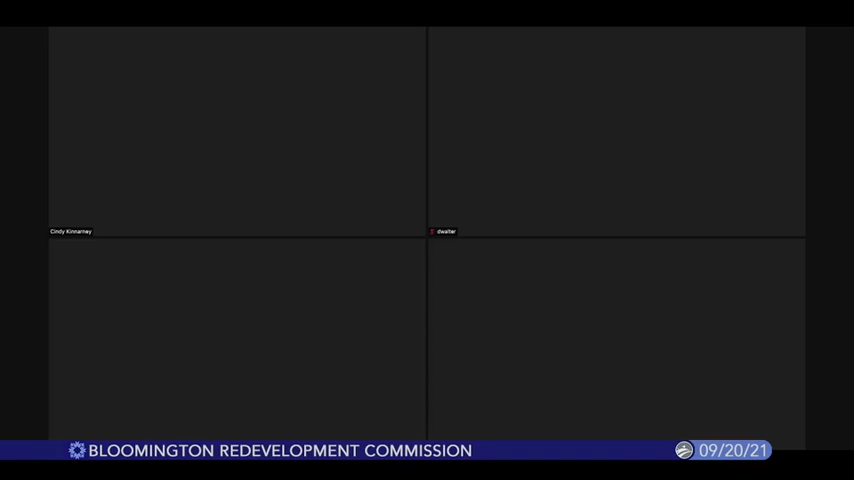 Cindy Kinnarney
dwalter
BLOOMINGTON REDEVELOPMENT COMMISSION
09/20/21